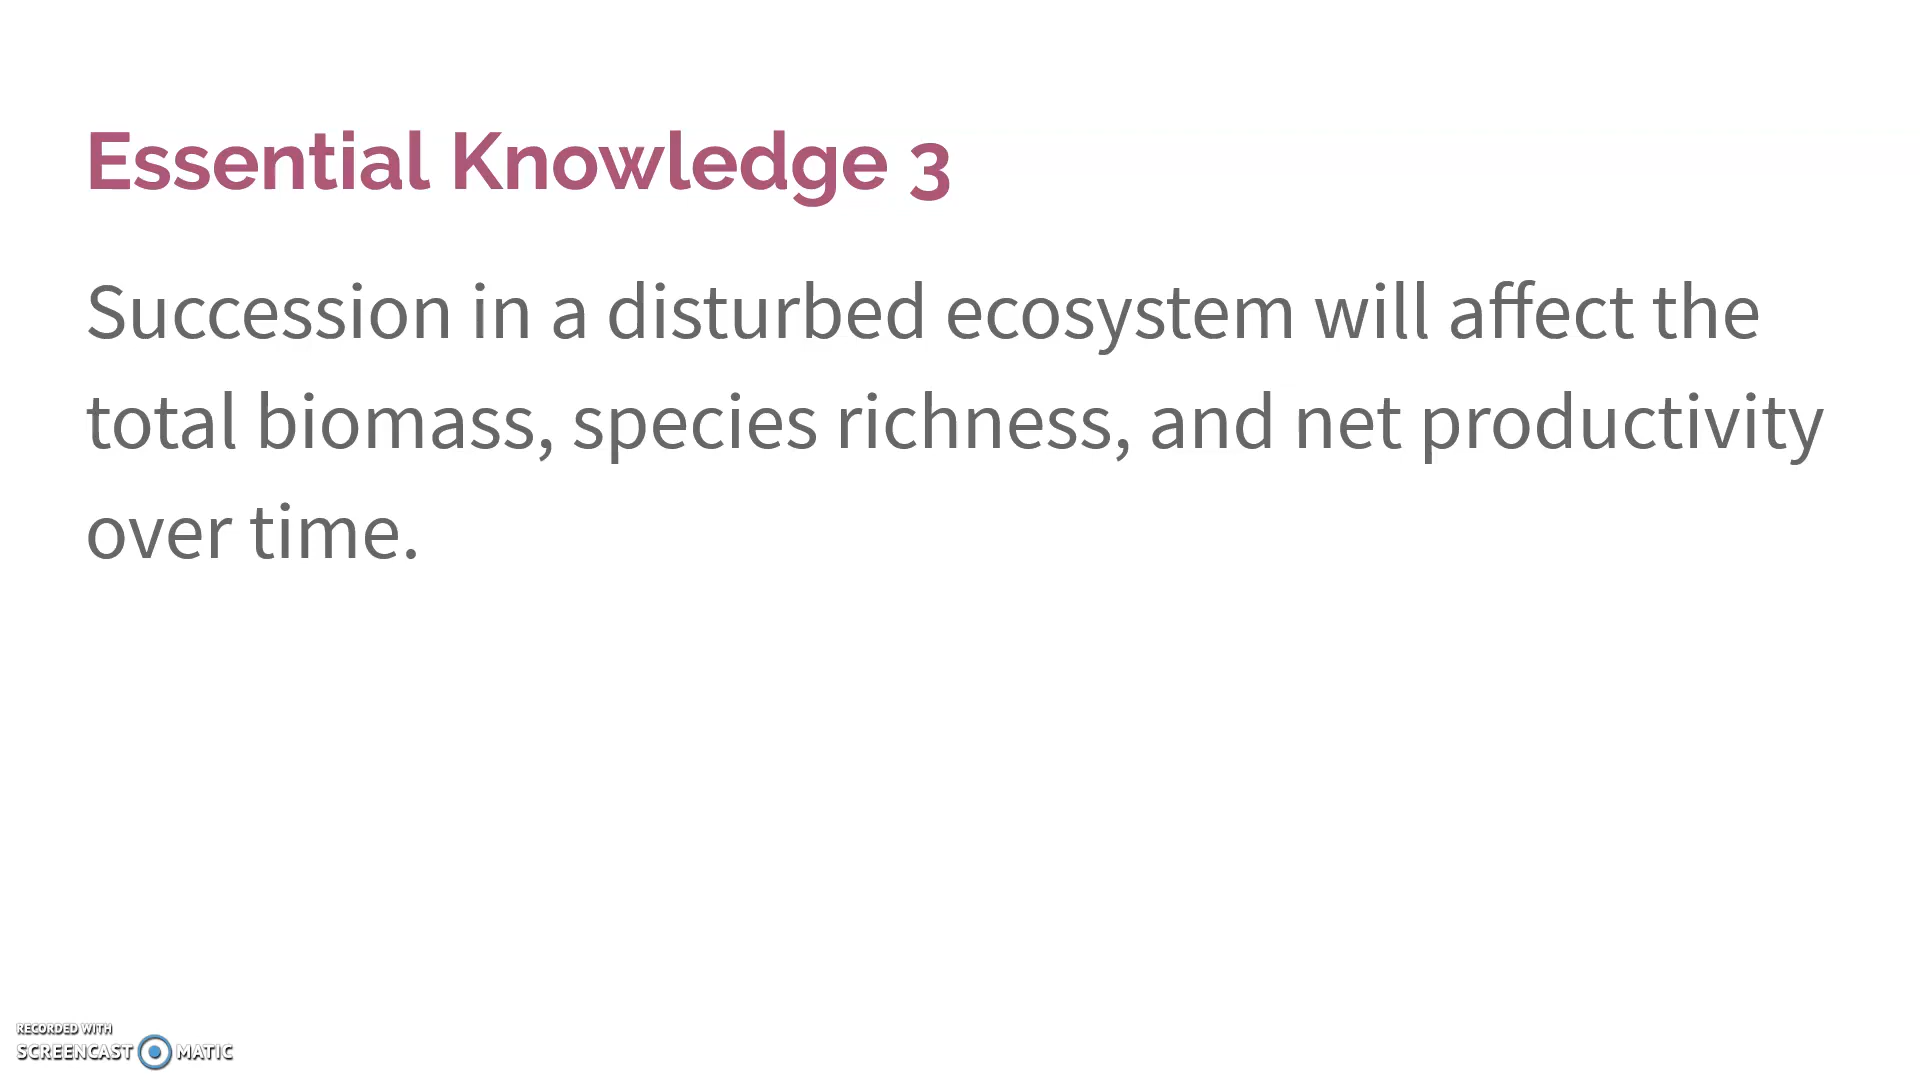 Essential Knowledge 3
Succession in a disturbed ecosystem will affect the
total biomass, species richness, and net productivity
over time.
RECORDED WITH
SCREENCAST MATIC